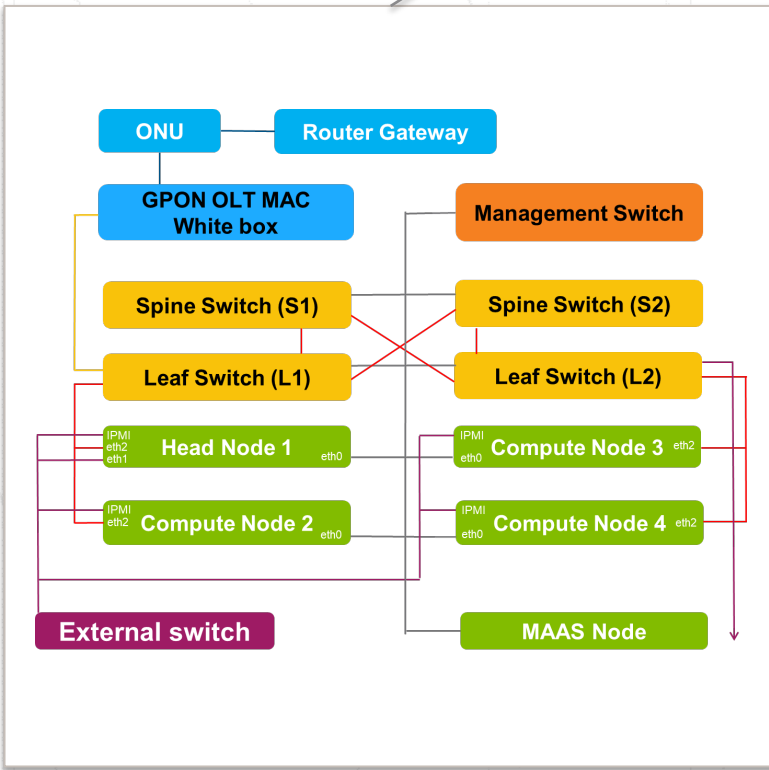 ONU
Router Gateway
GPON OLT MAC
White box
Management Switch
Spine Switch (S1)
Spine Switch (S2)
Leaf Switch (L1)
Leaf Switch (L2)
IPMI
eth2
eth1
Head Node 1
eth0
IPMI
eth0
Compute Node 3
eth2
IPMI
eth2
Compute Node 2
eth0
IPMI
eth0
Compute Node 4
eth2
External switch
MAAS Node